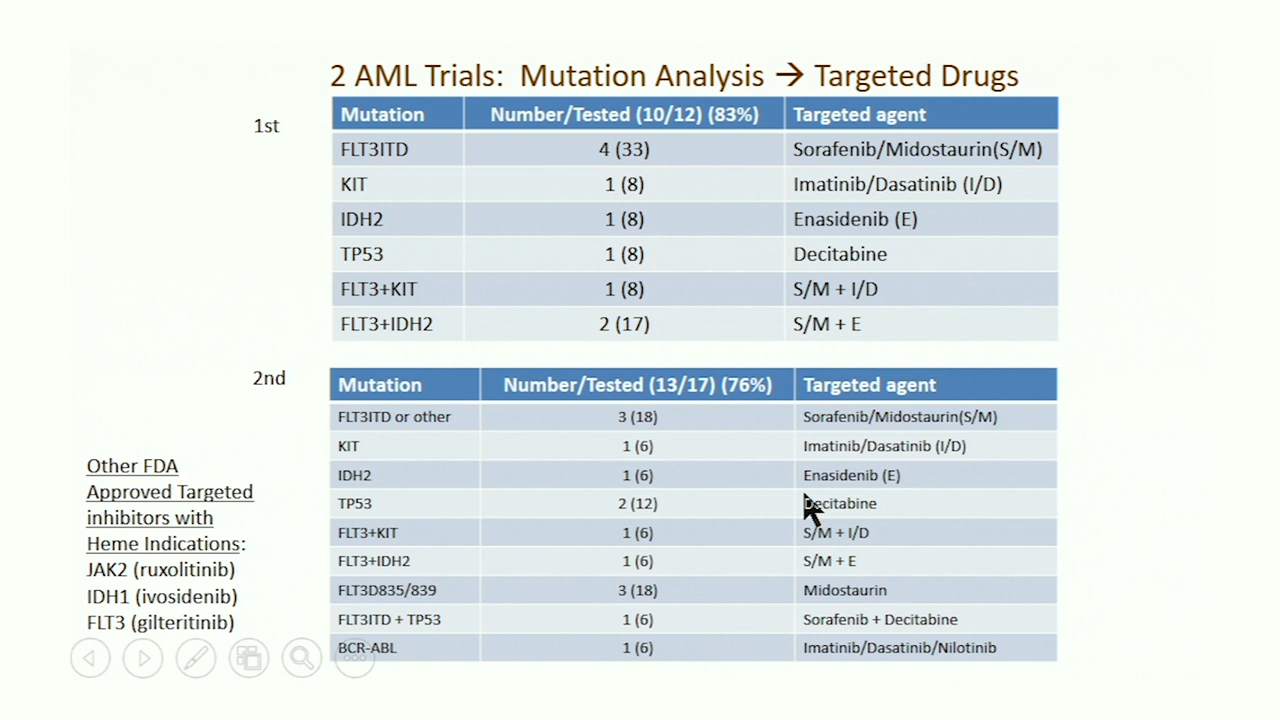 2 AML Trials: Mutation Analysis → Targeted Drugs
1st
Mutation Number/Tested (10/12) (83%) Targeted agent
FLT3ITD 4 (33) Sorafenib/Midostaurin(S/M)
KIT 1 (8) Imatinib/Dasatinib (I/D)
IDH2 1 (8) Enasidenib (E)
TP53 1 (8) Decitabine
FLT3+KIT 1 (8) S/M + I/D
FLT3+IDH2 2 (17) S/M + E
2nd
Mutation Number/Tested (13/17) (76%) Targeted agent
FLT3ITD or other 3 (18) Sorafenib/Midostaurin(S/M)
KIT 1 (6) Imatinib/Dasatinib (I/D)
IDH2 1 (6) Enasidenib (E)
TP53 2 (12) Decitabine
FLT3+KIT 1 (6) S/M + I/D
FLT3+IDH2 1 (6) S/M + E
FLT3D835/839 3 (18) Midostaurin
FLT3ITD + TP53 1 (6) Sorafenib + Decitabine
BCR-ABL 1 (6) Imatinib/Dasatinib/Nilotinib
Other FDA
Approved Targeted
inhibitors with
Heme Indications:
JAK2 (ruxolitinib)
IDH1 (ivosidenib)
FLT3 (gilteritinib)